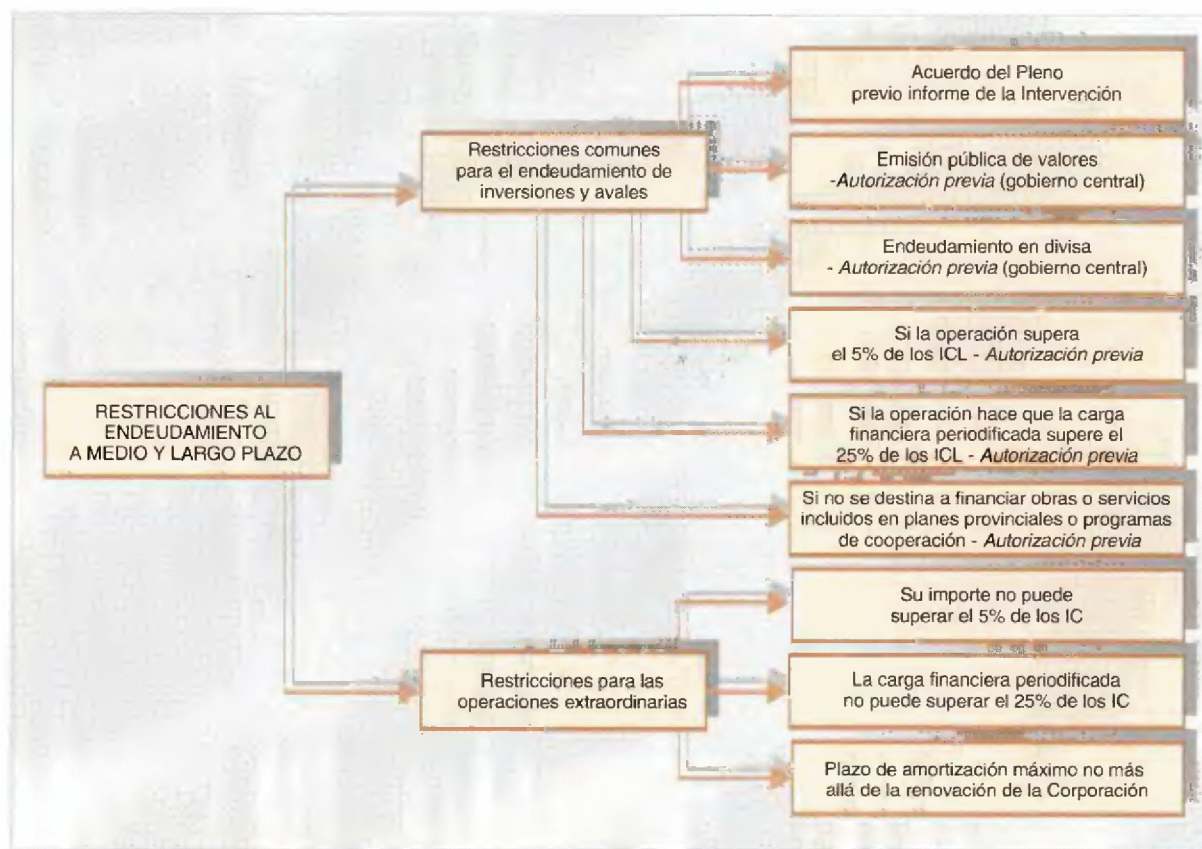 RESTRICCIONES AL
ENDEUDAMIENTO
A MEDIO Y LARGO PLAZO
Restricciones comunes
para el endeudamiento de
inversiones y avales
Acuerdo del Pleno
previo informe de la Intervención
Emisión pública de valores
-Autorización previa (gobierno central)
Endeudamiento en divisa
- Autorización previa (gobierno central)
Si la operación supera
el 5% de los ICL - Autorización previa
Si la operación hace que la carga
financiera periodificada supere el
25% de los ICL - Autorización previa
Si no se destina a financiar obras o servicios
incluidos en planes provinciales o programas
de cooperación - Autorización previa
Restricciones para las
operaciones extraordinarias
Su importe no puede
superar el 5% de los IC
La carga financiera periodificada
no puede superar el 25% de los IC
Plazo de amortización máximo no más
allá de la renovación de la Corporación